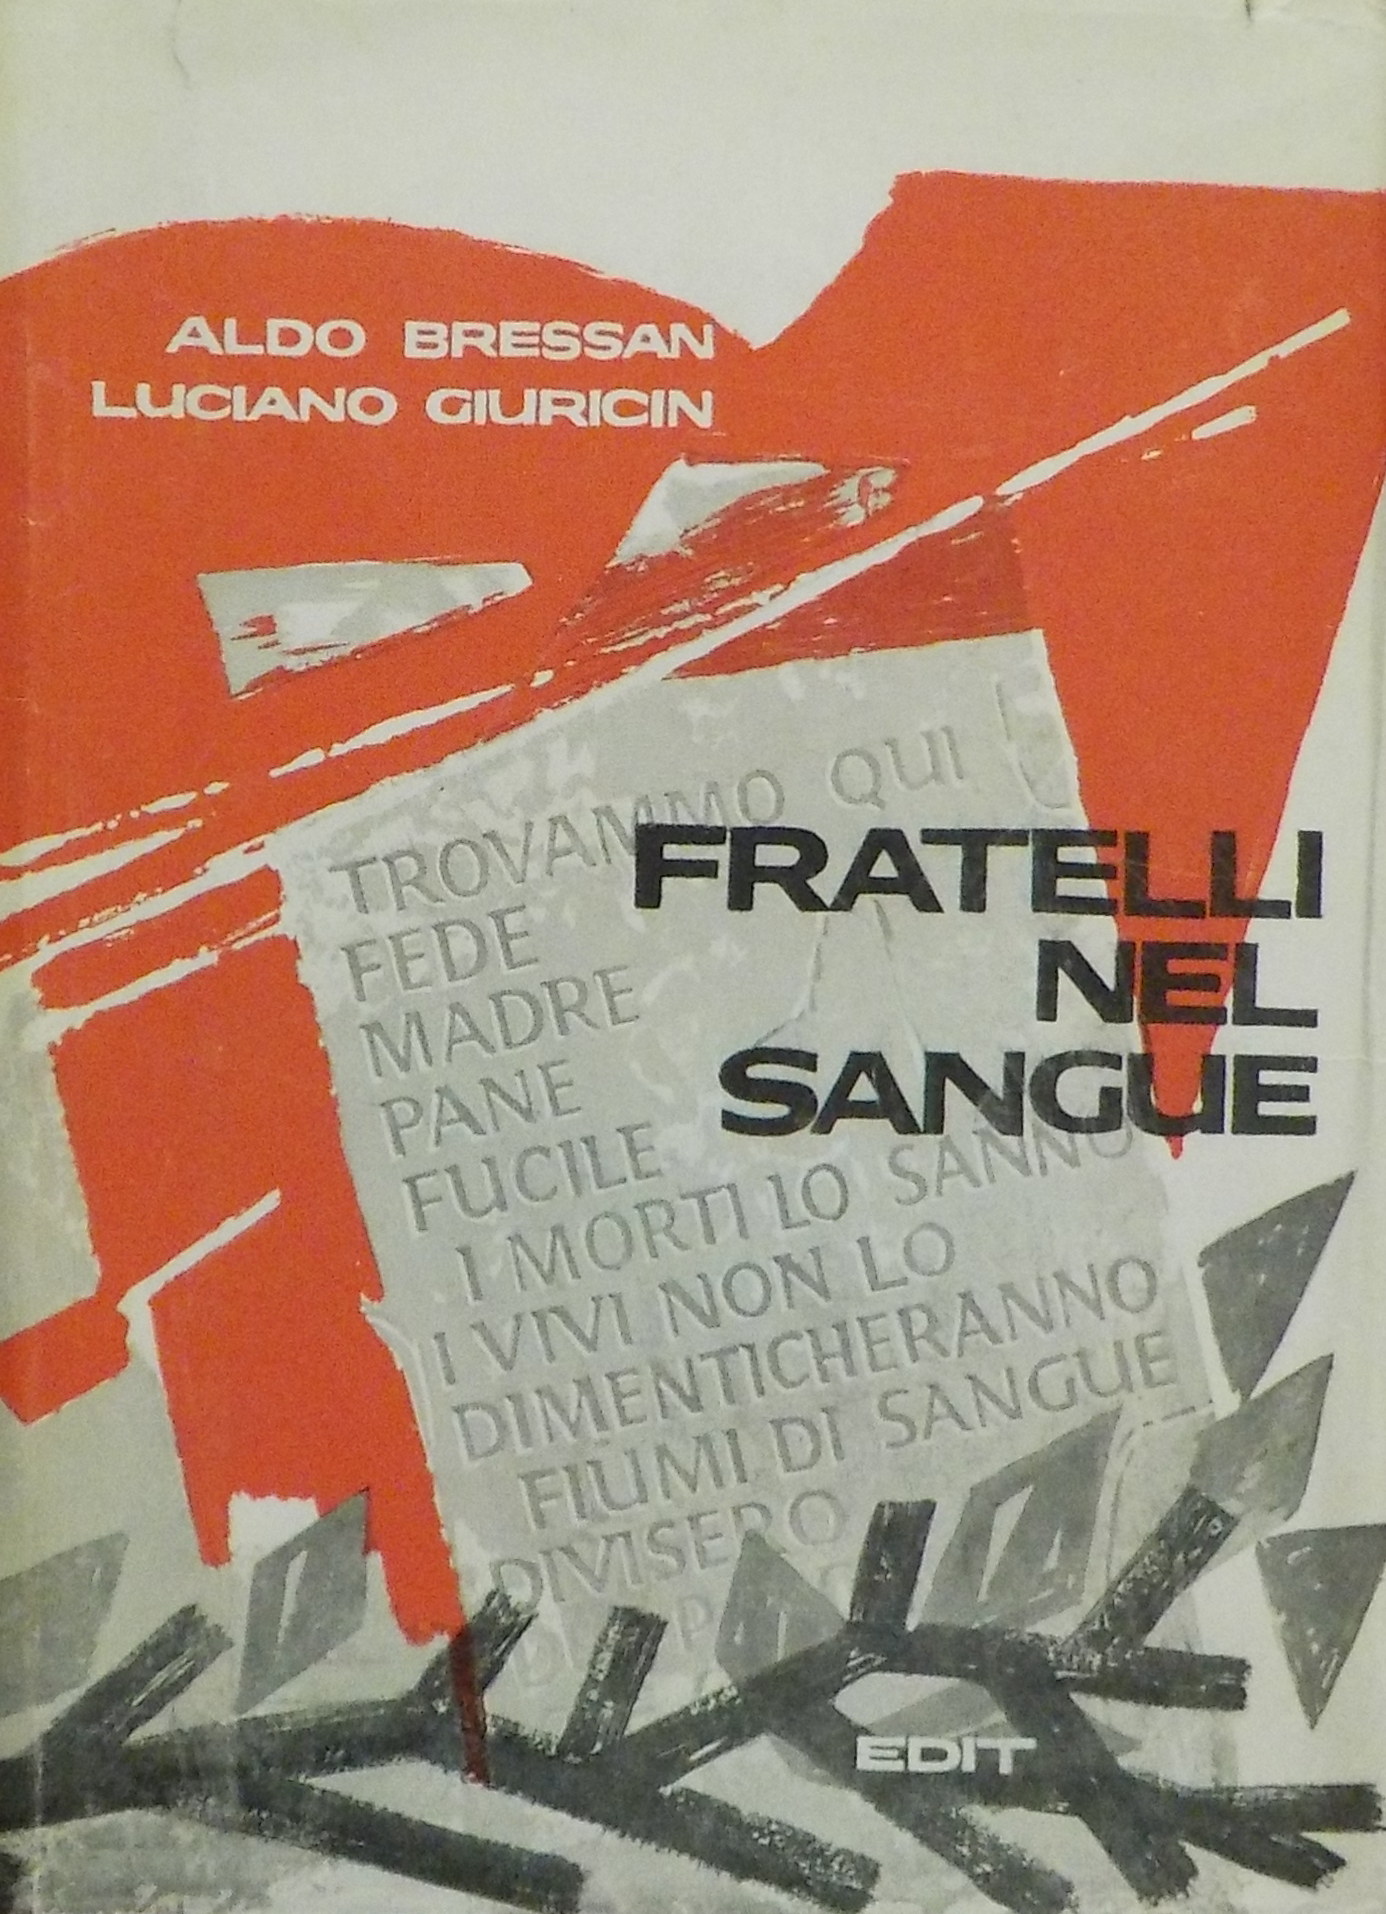 ALDO BRESSAN
LUCIANO GIURICIN
FRATELLI
NEL
SANGUE
TROVAMMO QUI
FEDE
MADRE
PANE
FUCILE
I MORTI LO SANNO
I VIVI NON LO
DIMENTICHERANNO
FIUMI DI SANGUE
DIVISERO
EDIT